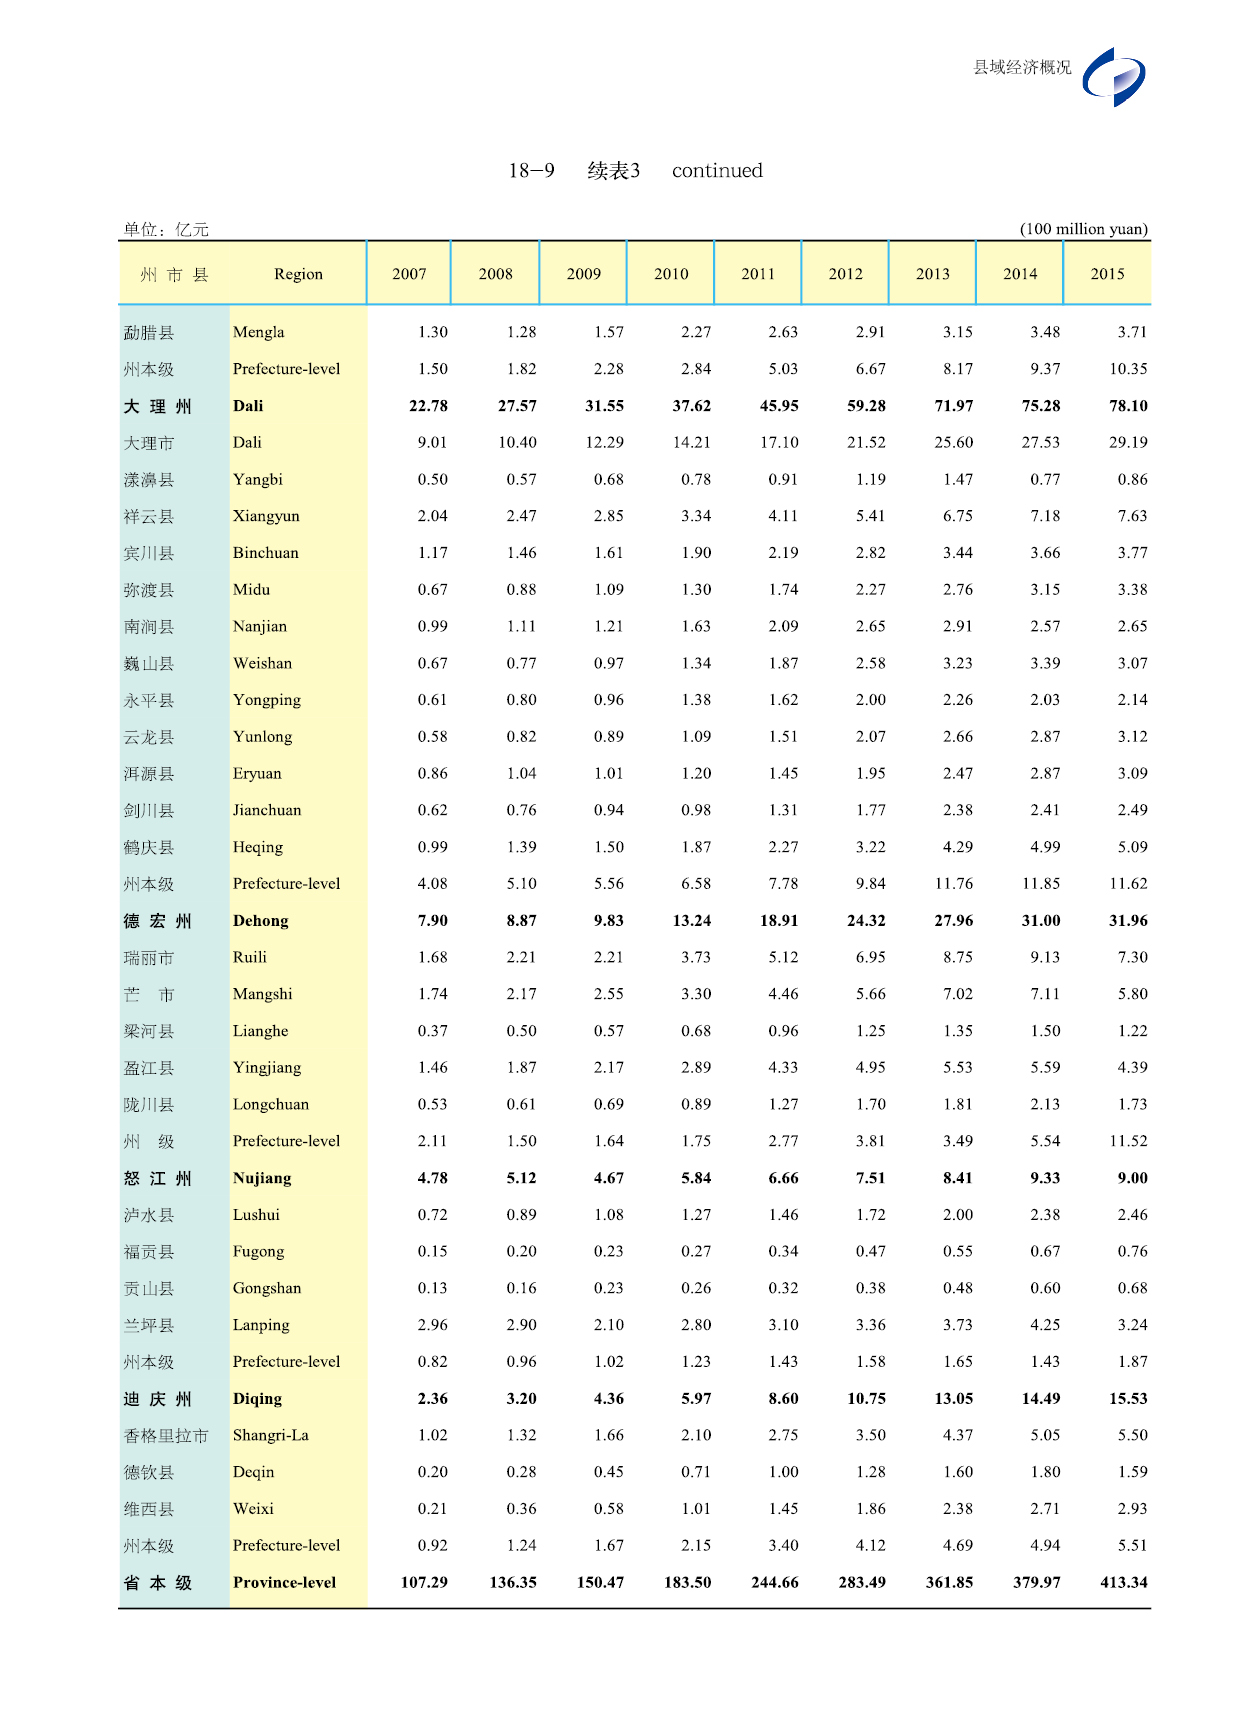 县域经济概况
18-9 续表3 continued
单位：亿元 (100 million yuan)
州市县 Region 2007 2008 2009 2010 2011 2012 2013 2014 2015
勐腊县 Mengla 1.30 1.28 1.57 2.27 2.63 2.91 3.15 3.48 3.71
州本级 Prefecture-level 1.50 1.82 2.28 2.84 5.03 6.67 8.17 9.37 10.35
大理州 Dali 22.78 27.57 31.55 37.62 45.95 59.28 71.97 75.28 78.10
大理市 Dali 9.01 10.40 12.29 14.21 17.10 21.52 25.60 27.53 29.19
漾濞县 Yangbi 0.50 0.57 0.68 0.78 0.91 1.19 1.47 0.77 0.86
祥云县 Xiangyun 2.04 2.47 2.85 3.34 4.11 5.41 6.75 7.18 7.63
宾川县 Binchuan 1.17 1.46 1.61 1.90 2.19 2.82 3.44 3.66 3.77
弥渡县 Midu 0.67 0.88 1.09 1.30 1.74 2.27 2.76 3.15 3.38
南涧县 Nanjian 0.99 1.11 1.21 1.63 2.09 2.65 2.91 2.57 2.65
巍山县 Weishan 0.67 0.77 0.97 1.34 1.87 2.58 3.23 3.39 3.07
永平县 Yongping 0.61 0.80 0.96 1.38 1.62 2.00 2.26 2.03 2.14
云龙县 Yunlong 0.58 0.82 0.89 1.09 1.51 2.07 2.66 2.87 3.12
洱源县 Eryuan 0.86 1.04 1.01 1.20 1.45 1.95 2.47 2.87 3.09
剑川县 Jianchuan 0.62 0.76 0.94 0.98 1.31 1.77 2.38 2.41 2.49
鹤庆县 Heqing 0.99 1.39 1.50 1.87 2.27 3.22 4.29 4.99 5.09
州本级 Prefecture-level 4.08 5.10 5.56 6.58 7.78 9.84 11.76 11.85 11.62
德宏州 Dehong 7.90 8.87 9.83 13.24 18.91 24.32 27.96 31.00 31.96
瑞丽市 Ruili 1.68 2.21 2.21 3.73 5.12 6.95 8.75 9.13 7.30
芒 市 Mangshi 1.74 2.17 2.55 3.30 4.46 5.66 7.02 7.11 5.80
梁河县 Lianghe 0.37 0.50 0.57 0.68 0.96 1.25 1.35 1.50 1.22
盈江县 Yingjiang 1.46 1.87 2.17 2.89 4.33 4.95 5.53 5.59 4.39
陇川县 Longchuan 0.53 0.61 0.69 0.89 1.27 1.70 1.81 2.13 1.73
州 级 Prefecture-level 2.11 1.50 1.64 1.75 2.77 3.81 3.49 5.54 11.52
怒江州 Nujiang 4.78 5.12 4.67 5.84 6.66 7.51 8.41 9.33 9.00
泸水县 Lushui 0.72 0.89 1.08 1.27 1.46 1.72 2.00 2.38 2.46
福贡县 Fugong 0.15 0.20 0.23 0.27 0.34 0.47 0.55 0.67 0.76
贡山县 Gongshan 0.13 0.16 0.23 0.26 0.32 0.38 0.48 0.60 0.68
兰坪县 Lanping 2.96 2.90 2.10 2.80 3.10 3.36 3.73 4.25 3.24
州本级 Prefecture-level 0.82 0.96 1.02 1.23 1.43 1.58 1.65 1.43 1.87
迪庆州 Diqing 2.36 3.20 4.36 5.97 8.60 10.75 13.05 14.49 15.53
香格里拉市 Shangri-La 1.02 1.32 1.66 2.10 2.75 3.50 4.37 5.05 5.50
德钦县 Deqin 0.20 0.28 0.45 0.71 1.00 1.28 1.60 1.80 1.59
维西县 Weixi 0.21 0.36 0.58 1.01 1.45 1.86 2.38 2.71 2.93
州本级 Prefecture-level 0.92 1.24 1.67 2.15 3.40 4.12 4.69 4.94 5.51
省本级 Province-level 107.29 136.35 150.47 183.50 244.66 283.49 361.85 379.97 413.34